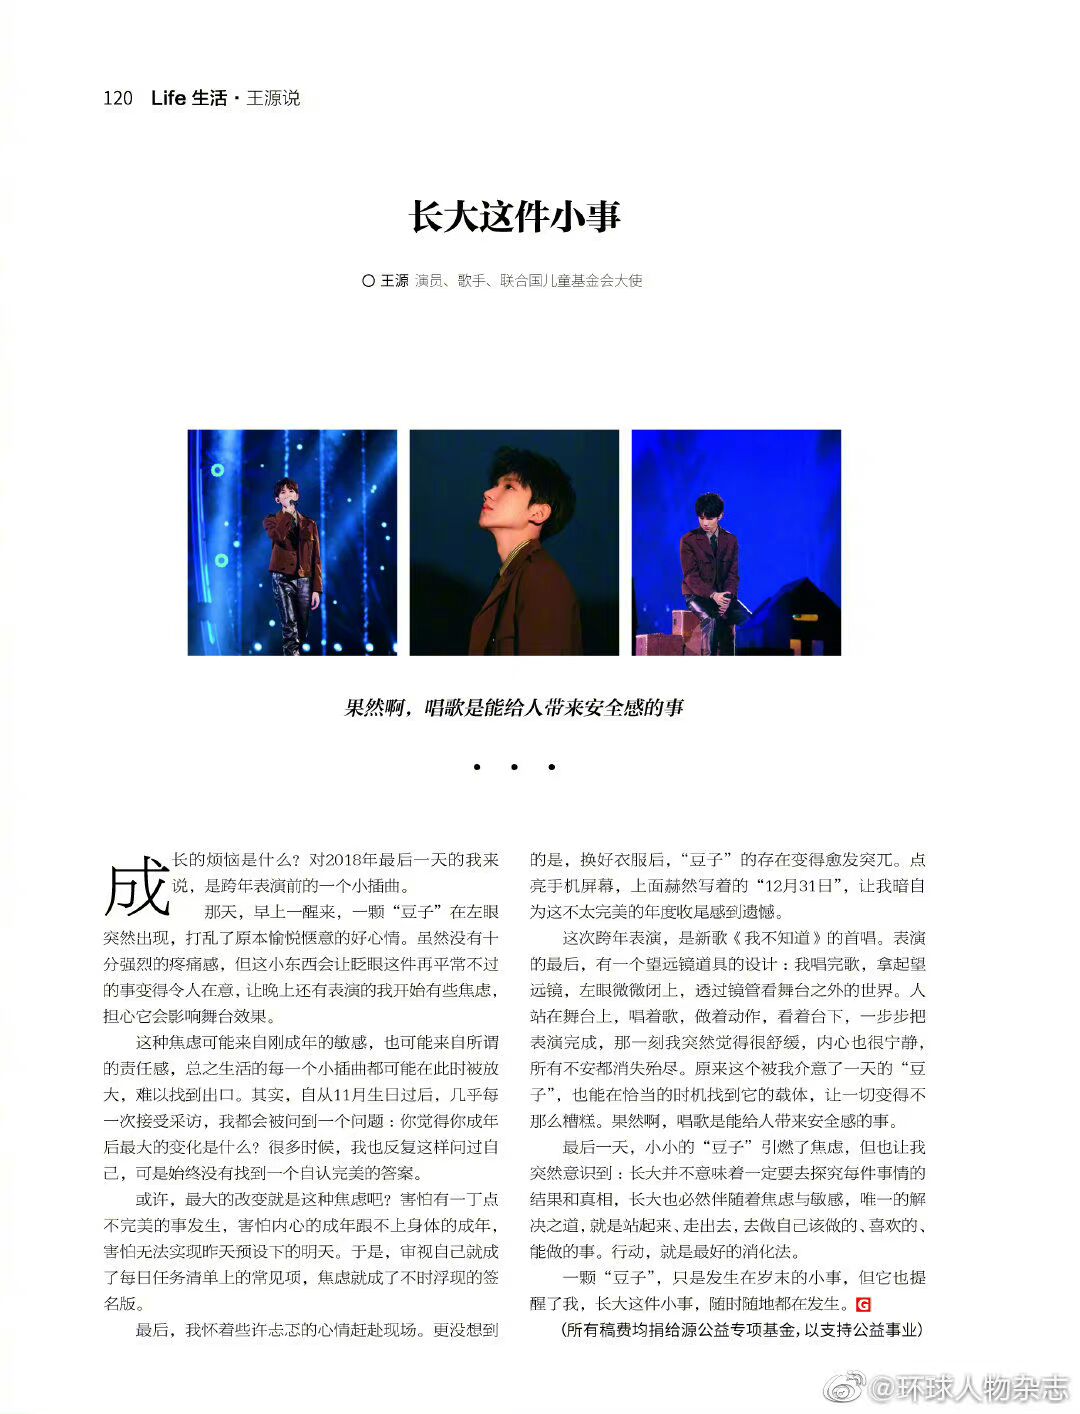 120 Life 生活·王源说
长大这件小事
○ 王源 演员、歌手、联合国儿童基金会大使
果然啊，唱歌是能给人带来安全感的事
• • •
成长的烦恼是什么？对2018年最后一天的我来
说，是跨年表演前的一个小插曲。
那天，早上一醒来，一颗“豆子”在左眼
突然出现，打乱了原本愉悦惬意的好心情。虽然没有十
分强烈的疼痛感，但这小东西会让眨眼这件再平常不过
的事变得令人在意，让晚上还有表演的我开始有些焦虑，
担心它会影响舞台效果。
这种焦虑可能来自刚成年的敏感，也可能来自所谓
的责任感，总之生活的每一个小插曲都可能在此时被放
大，难以找到出口。其实，自从11月生日过后，几乎每
一次接受采访，我都会被问到一个问题：你觉得你成年
后最大的变化是什么？很多时候，我也反复这样问过自
己，可是始终没有找到一个自认完美的答案。
或许，最大的改变就是这种焦虑吧？害怕有一丁点
不完美的事发生，害怕内心的成年跟不上身体的成年，
害怕无法实现昨天预设下的明天。于是，审视自己就成
了每日任务清单上的常见项，焦虑就成了不时浮现的签
名版。
最后，我怀着些许忐忑的心情赶赴现场。更没想到
的是，换好衣服后，“豆子”的存在变得愈发突兀。点
亮手机屏幕，上面赫然写着的“12月31日”，让我暗自
为这不太完美的年度收尾感到遗憾。
这次跨年表演，是新歌《我不知道》的首唱。表演
的最后，有一个望远镜道具的设计：我唱完歌，拿起望
远镜，左眼微微闭上，透过镜管看舞台之外的世界。人
站在舞台上，唱着歌，做着动作，看着台下，一步步把
表演完成，那一刻我突然觉得很舒缓，内心也很宁静，
所有不安都消失殆尽。原来这个被我介意了一天的“豆
子”，也能在恰当的时机找到它的载体，让一切变得不
那么糟糕。果然啊，唱歌是能给人带来安全感的事。
最后一天，小小的“豆子”引燃了焦虑，但也让我
突然意识到：长大并不意味着一定要去探究每件事情的
结果和真相，长大也必然伴随着焦虑与敏感，唯一的解
决之道，就是站起来、走出去，去做自己该做的、喜欢的、
能做的事。行动，就是最好的消化法。
一颗“豆子”，只是发生在岁末的小事，但它也提
醒了我，长大这件小事，随时随地都在发生。G
（所有稿费均捐给源公益专项基金，以支持公益事业）
@环球人物杂志